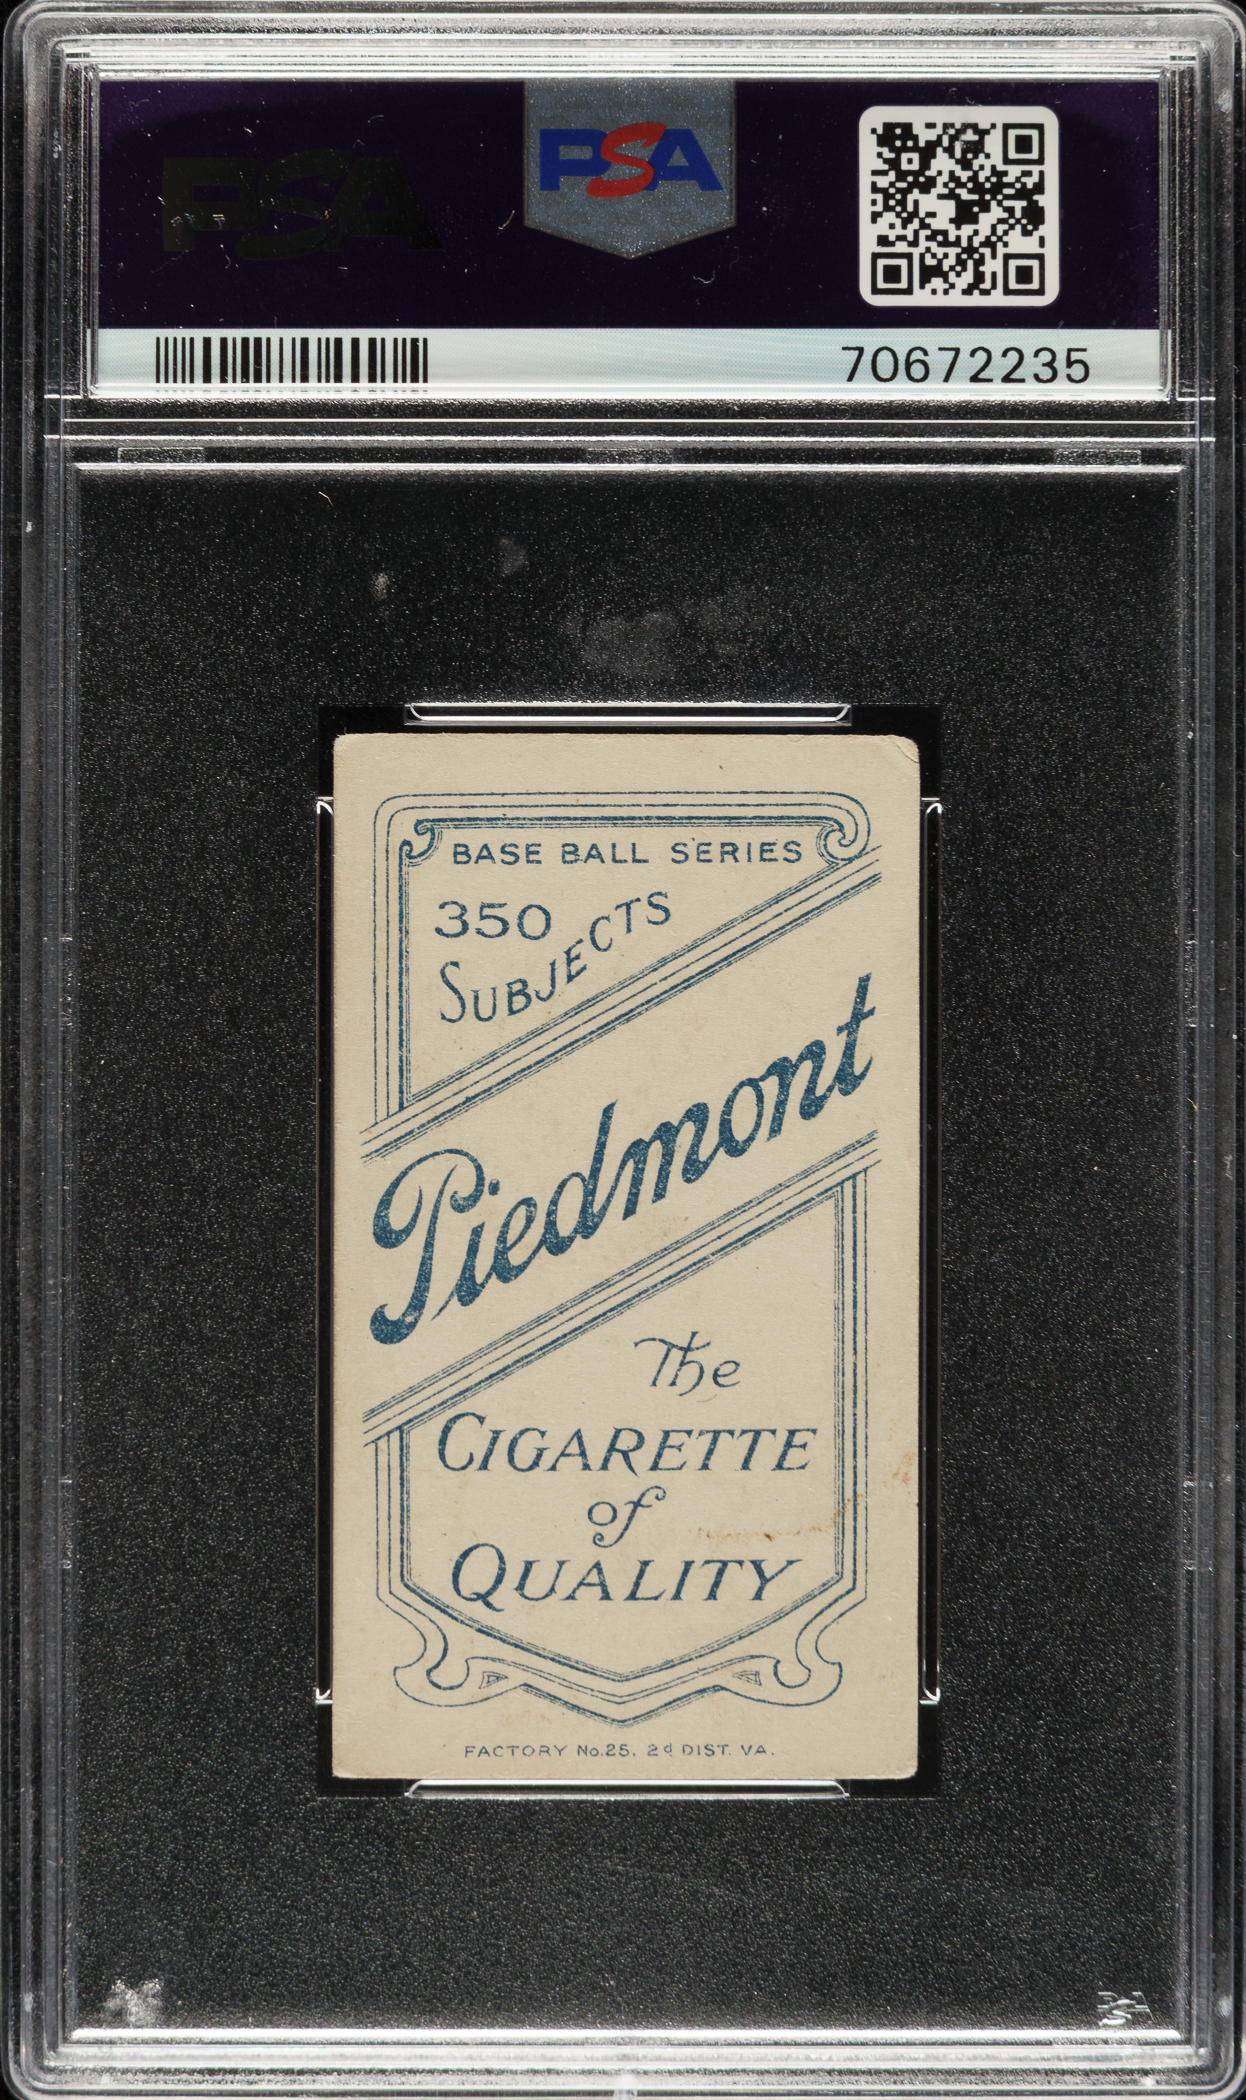 PSA
PSA
70672235
BASE BALL SERIES
350
SUBJECTS
Piedmont
The
CIGARETTE
of
QUALITY
FACTORY No.25. 2d DIST. VA.
PSA